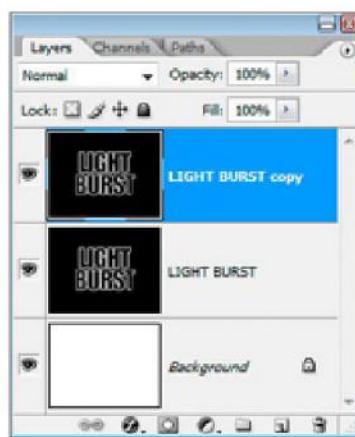 Layers Channels Paths
Normal Opacity: 100%
Lock: Fill: 100%
LIGHT BURST LIGHT BURST copy
LIGHT BURST LIGHT BURST
Background